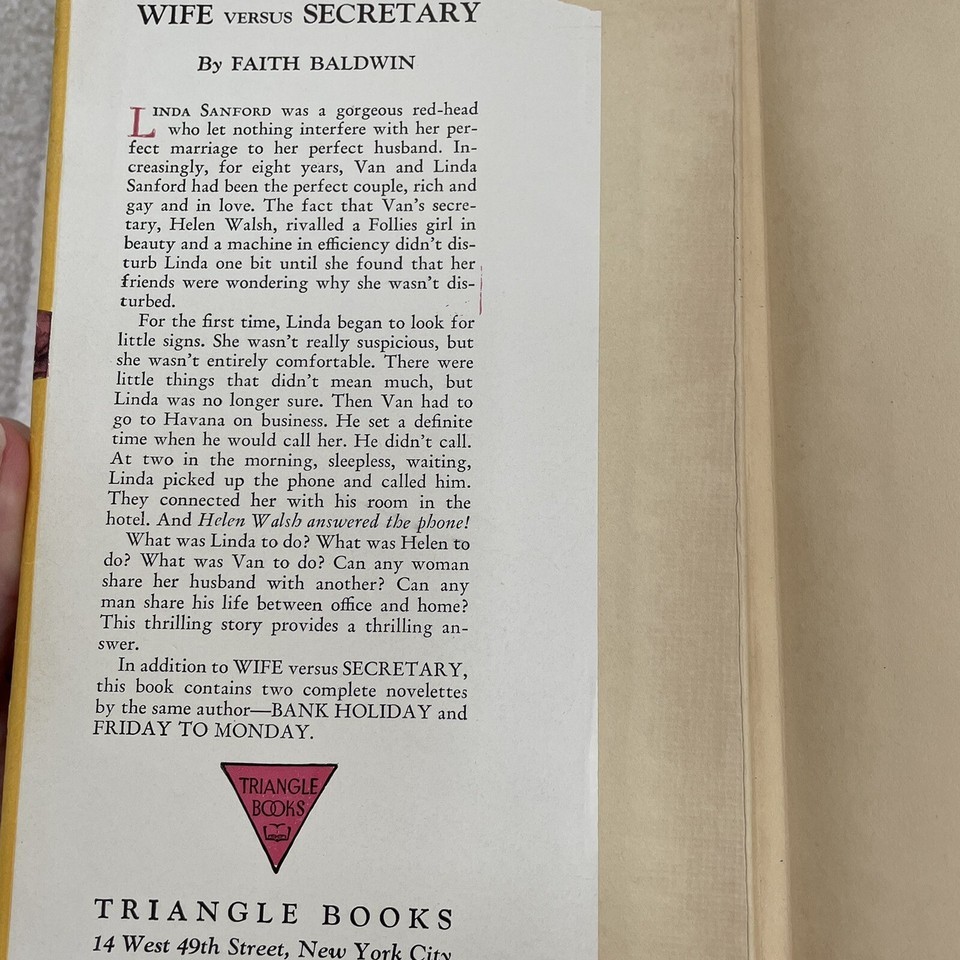 WIFE VERSUS SECRETARY
By FAITH BALDWIN
LINDA SANFORD was a gorgeous red-head
who let nothing interfere with her per-
fect marriage to her perfect husband. In-
creasingly, for eight years, Van and Linda
Sanford had been the perfect couple, rich and
gay and in love. The fact that Van's secre-
tary, Helen Walsh, rivalled a Follies girl in
beauty and a machine in efficiency didn't dis-
turb Linda one bit until she found that her
friends were wondering why she wasn't dis-
turbed.
For the first time, Linda began to look for
little signs. She wasn't really suspicious, but
she wasn't entirely comfortable. There were
little things that didn't mean much, but
Linda was no longer sure. Then Van had to
go to Havana on business. He set a definite
time when he would call her. He didn't call.
At two in the morning, sleepless, waiting,
Linda picked up the phone and called him.
They connected her with his room in the
hotel. And Helen Walsh answered the phone!
What was Linda to do? What was Helen to
do? What was Van to do? Can any woman
share her husband with another? Can any
man share his life between office and home?
This thrilling story provides a thrilling an-
swer.
In addition to WIFE versus SECRETARY,
this book contains two complete novelettes
by the same author—BANK HOLIDAY and
FRIDAY TO MONDAY.
TRIANGLE
BOOKS
TRIANGLE BOOKS
14 West 49th Street, New York City